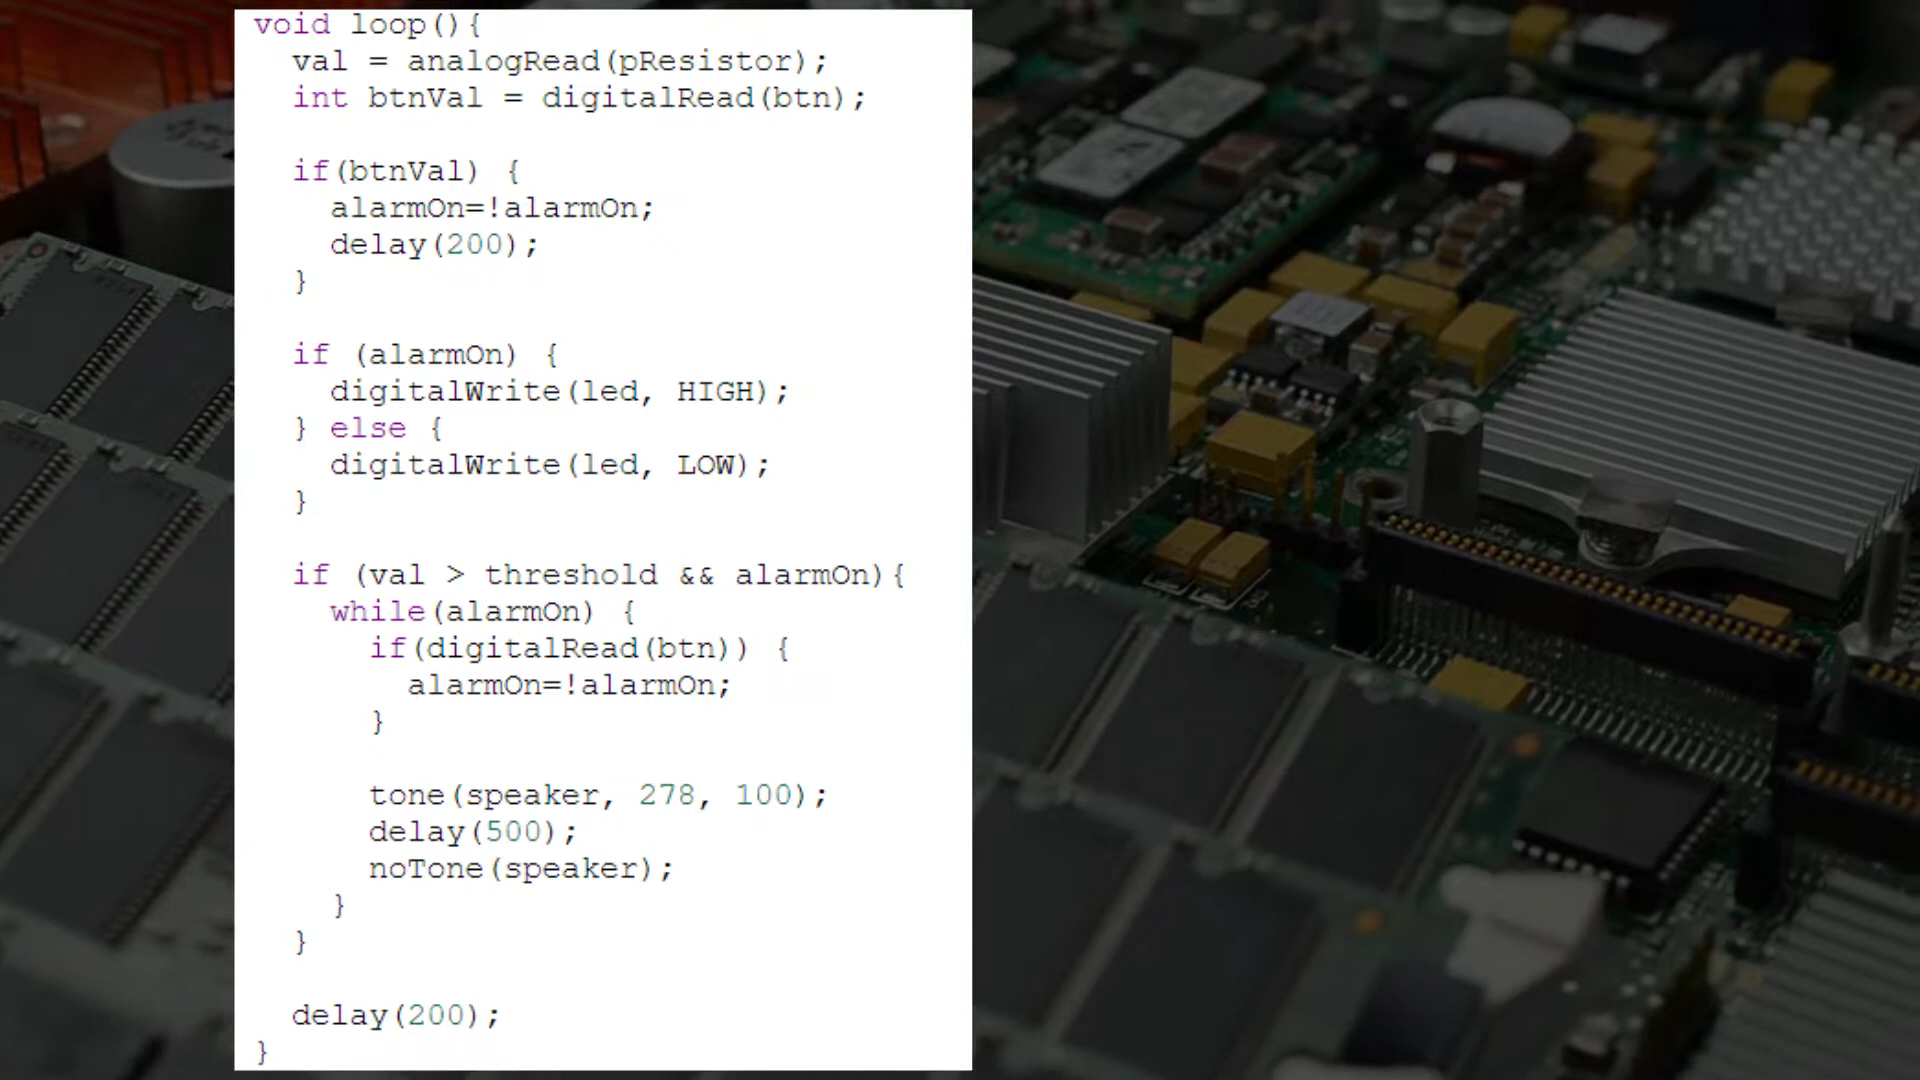 void loop(){
  val = analogRead(pResistor);
  int btnVal = digitalRead(btn);

  if(btnVal) {
    alarmOn=!alarmOn;
    delay(200);
  }

  if (alarmOn) {
    digitalWrite(led, HIGH);
  } else {
    digitalWrite(led, LOW);
  }

  if (val > threshold && alarmOn){
    while(alarmOn) {
      if(digitalRead(btn)) {
        alarmOn=!alarmOn;
      }

      tone(speaker, 278, 100);
      delay(500);
      noTone(speaker);
    }
  }

  delay(200);
}